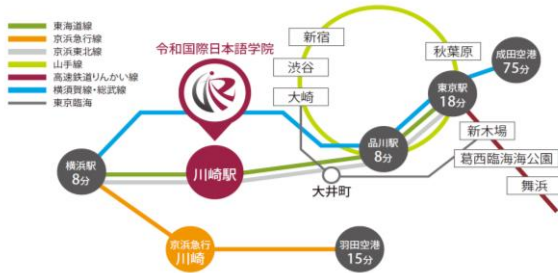 東海道線
京浜急行線
京浜東北線
山手線
高速鉄道りんかい線
横須賀線・総武線
東京臨海
令和国際日本語学院
新宿
渋谷
大崎
秋葉原
成田空港
75分
東京駅
18分
新木場
葛西臨海海公園
舞浜
品川駅
8分
大井町
横浜駅
8分
川崎駅
京浜急行
川崎
羽田空港
15分